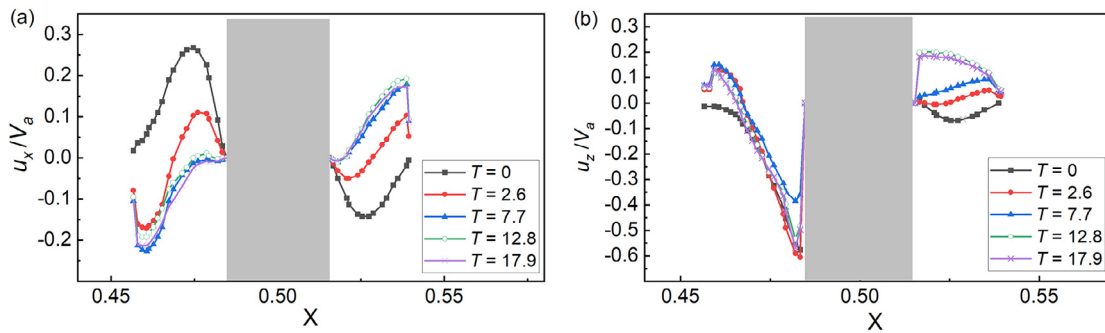 (a)
u_x/V_a
0.3
0.2
0.1
0.0
-0.1
-0.2
0.45
0.50
0.55
X
T = 0
T = 2.6
T = 7.7
T = 12.8
T = 17.9
(b)
u_z/V_a
0.3
0.2
0.1
0.0
-0.1
-0.2
-0.3
-0.4
-0.5
-0.6
0.45
0.50
0.55
X
T = 0
T = 2.6
T = 7.7
T = 12.8
T = 17.9